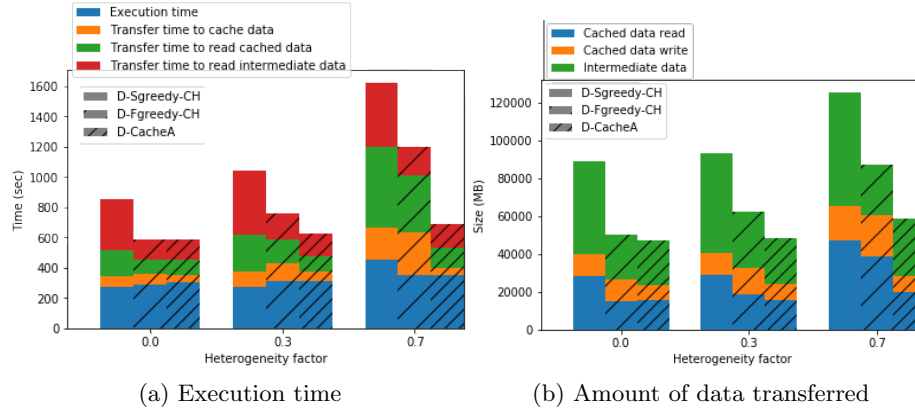 Execution time
Transfer time to cache data
Transfer time to read cached data
Transfer time to read intermediate data
D-Sgreedy-CH
D-Fgreedy-CH
D-CacheA
Time (sec)
1600
1400
1200
1000
800
600
400
200
0
0.0 0.3 0.7
Heterogeneity factor
(a) Execution time
Cached data read
Cached data write
Intermediate data
D-Sgreedy-CH
D-Fgreedy-CH
D-CacheA
Size (MB)
120000
100000
80000
60000
40000
20000
0
0.0 0.3 0.7
Heterogeneity factor
(b) Amount of data transferred